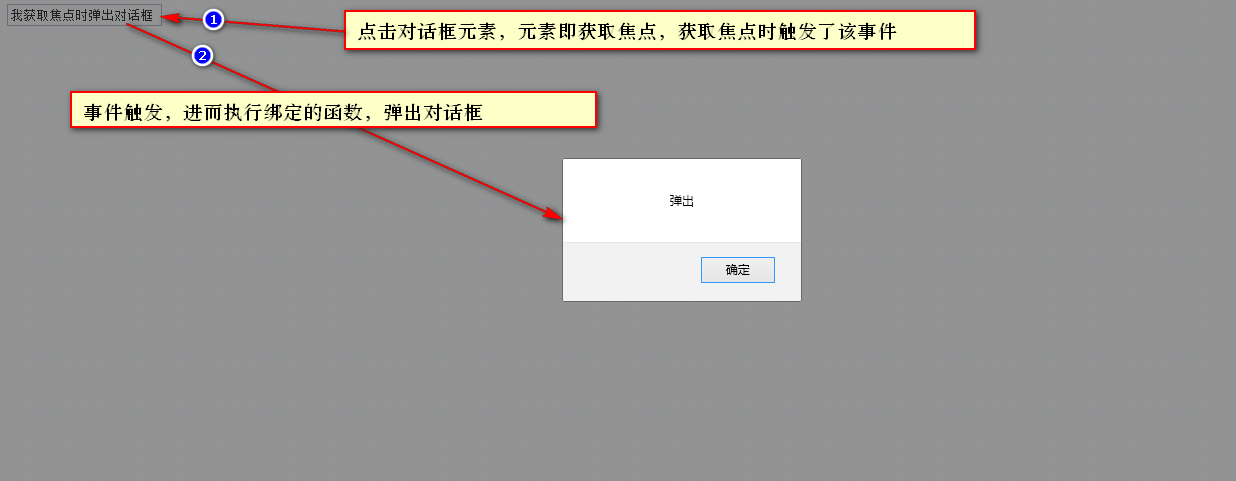 我获取焦点时弹出对话框
1
点击对话框元素，元素即获取焦点，获取焦点时触发了该事件
2
事件触发，进而执行绑定的函数，弹出对话框
弹出
确定